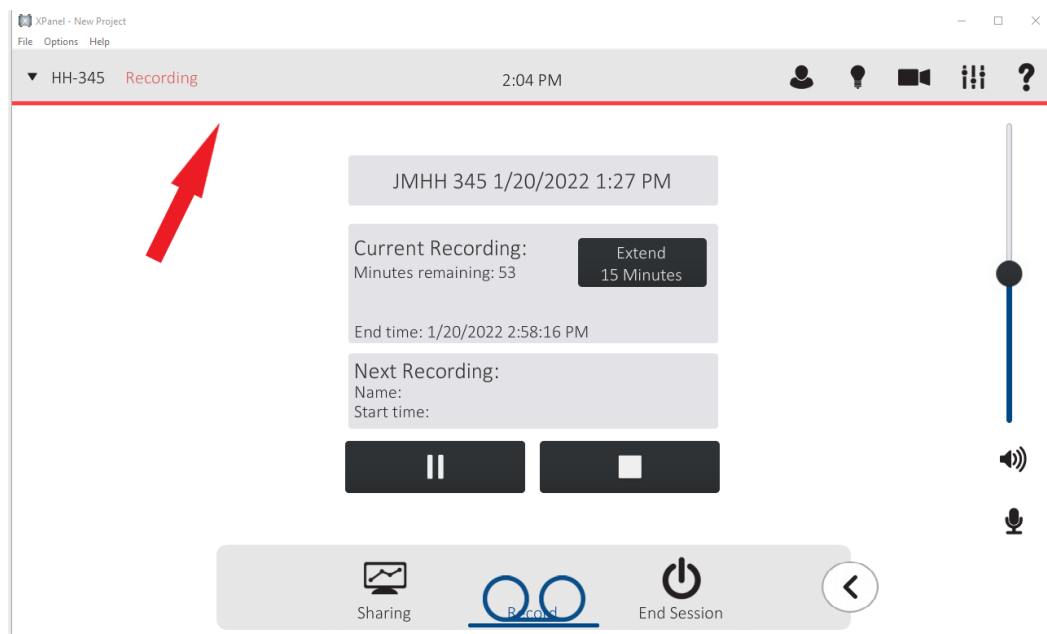 XPanel - New Project
File Options Help
HH-345 Recording 2:04 PM
JMHH 345 1/20/2022 1:27 PM
Current Recording:
Minutes remaining: 53
Extend
15 Minutes
End time: 1/20/2022 2:58:16 PM
Next Recording:
Name:
Start time:
Sharing Record End Session